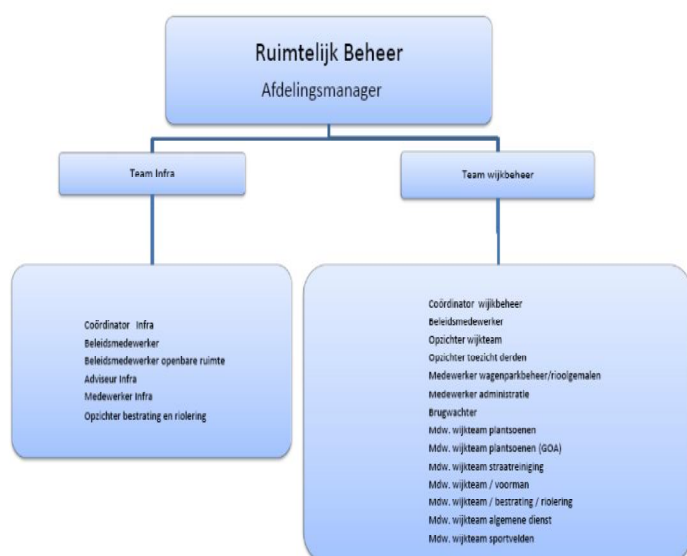 Ruimtelijk Beheer
Afdelingsmanager
Team Infra
Team wijkbeheer
Coördinator Infra
Beleidsmedewerker
Beleidsmedewerker openbare ruimte
Adviseur Infra
Medewerker Infra
Opzichter bestrating en riolering
Coördinator wijkbeheer
Beleidsmedewerker
Opzichter wijkteam
Opzichter toezicht derden
Medewerker wagenparkbeheer/rioolgemalen
Medewerker administratie
Brugwachter
Mdw. wijkteam plantsoenen
Mdw. wijkteam plantsoenen (GOA)
Mdw. wijkteam straatreiniging
Mdw. wijkteam / voorman
Mdw. wijkteam / bestrating / riolering
Mdw. wijkteam algemene dienst
Mdw. wijkteam sportvelden